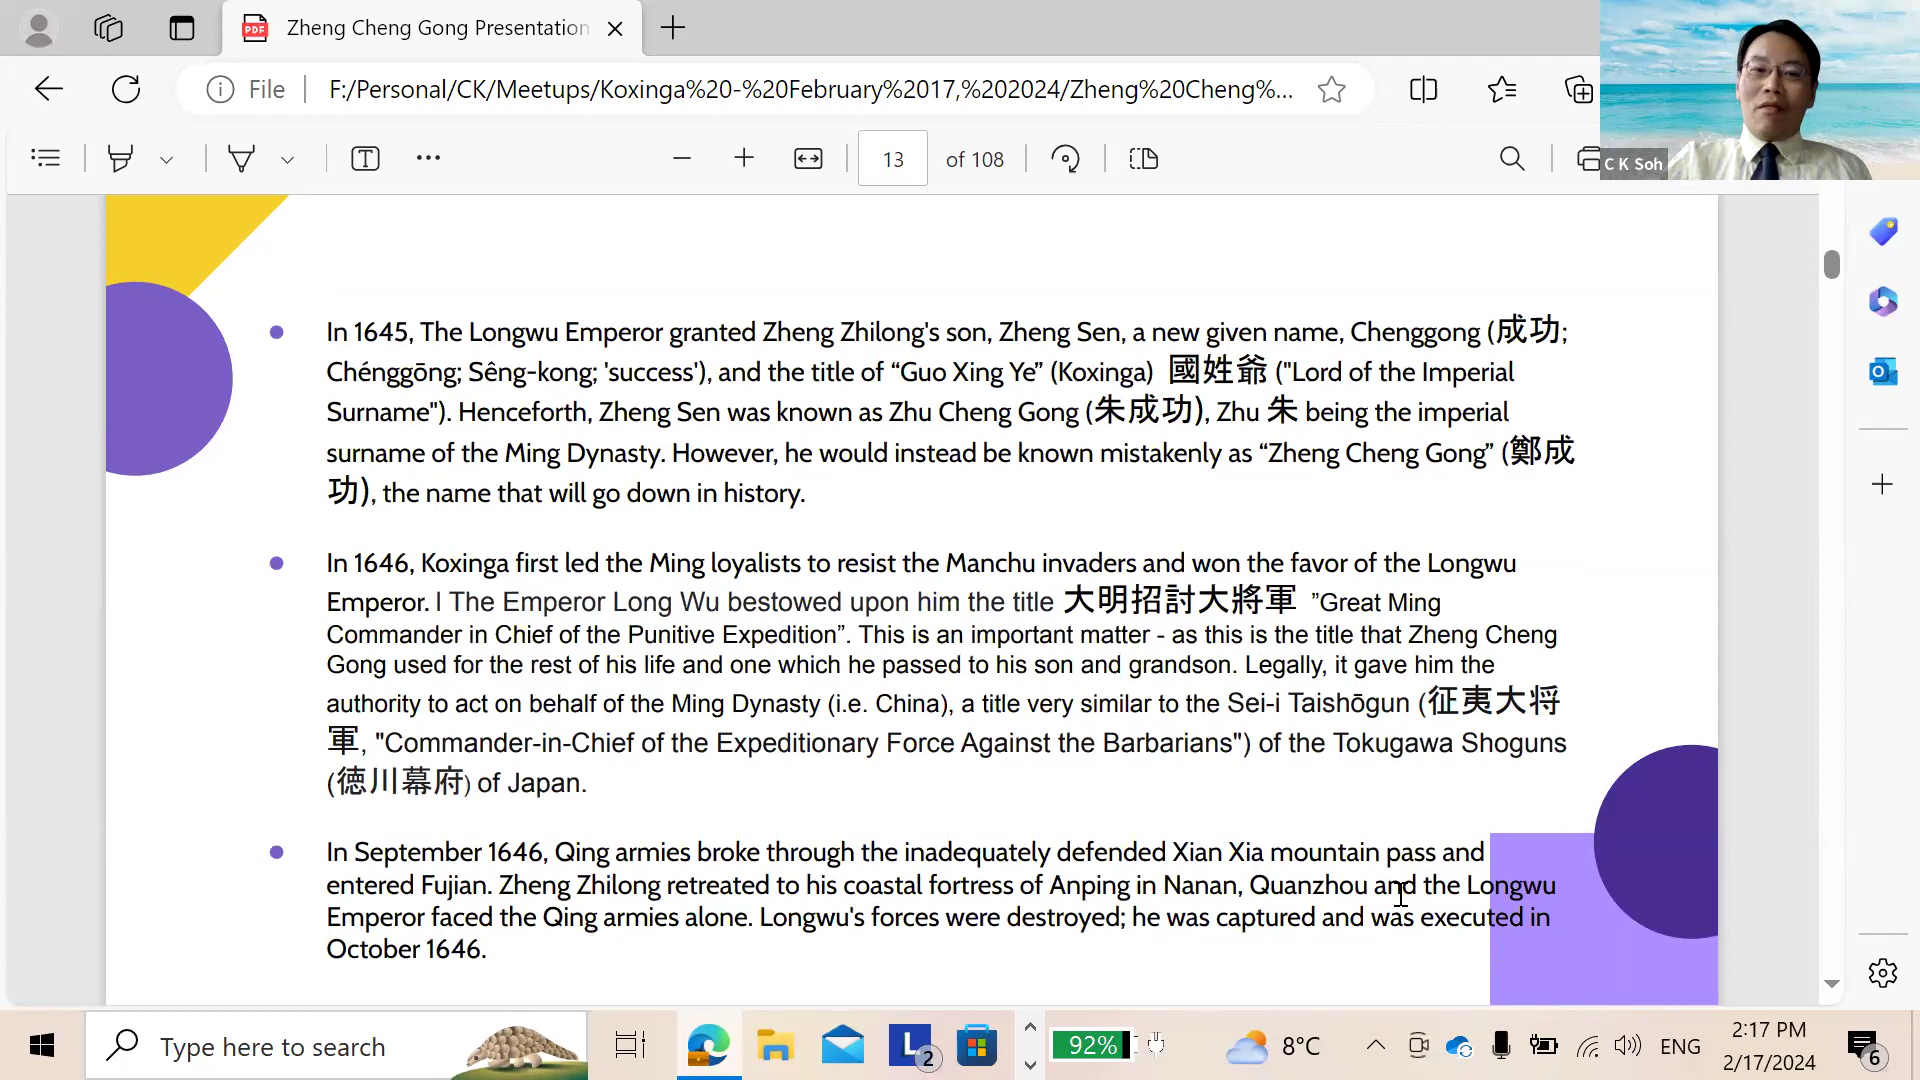 Zheng Cheng Gong Presentation
File
F:/Personal/CK/Meetups/Koxinga%20-%20February%2017,%202024/Zheng%20Cheng%...
13 of 108
C K Soh
In 1645, The Longwu Emperor granted Zheng Zhilong's son, Zheng Sen, a new given name, Chenggong (成功;
Chénggōng; Sêng-kong; 'success'), and the title of “Guo Xing Ye” (Koxinga) 國姓爺 ("Lord of the Imperial
Surname"). Henceforth, Zheng Sen was known as Zhu Cheng Gong (朱成功), Zhu 朱 being the imperial
surname of the Ming Dynasty. However, he would instead be known mistakenly as “Zheng Cheng Gong” (鄭成
功), the name that will go down in history.
In 1646, Koxinga first led the Ming loyalists to resist the Manchu invaders and won the favor of the Longwu
Emperor. l The Emperor Long Wu bestowed upon him the title 大明招討大將軍 ”Great Ming
Commander in Chief of the Punitive Expedition”. This is an important matter - as this is the title that Zheng Cheng
Gong used for the rest of his life and one which he passed to his son and grandson. Legally, it gave him the
authority to act on behalf of the Ming Dynasty (i.e. China), a title very similar to the Sei-i Taishōgun (征夷大将
軍, "Commander-in-Chief of the Expeditionary Force Against the Barbarians") of the Tokugawa Shoguns
(徳川幕府) of Japan.
In September 1646, Qing armies broke through the inadequately defended Xian Xia mountain pass and
entered Fujian. Zheng Zhilong retreated to his coastal fortress of Anping in Nanan, Quanzhou and the Longwu
Emperor faced the Qing armies alone. Longwu's forces were destroyed; he was captured and was executed in
October 1646.
Type here to search
L 2
92%
8°C
ENG
2:17 PM
2/17/2024
6